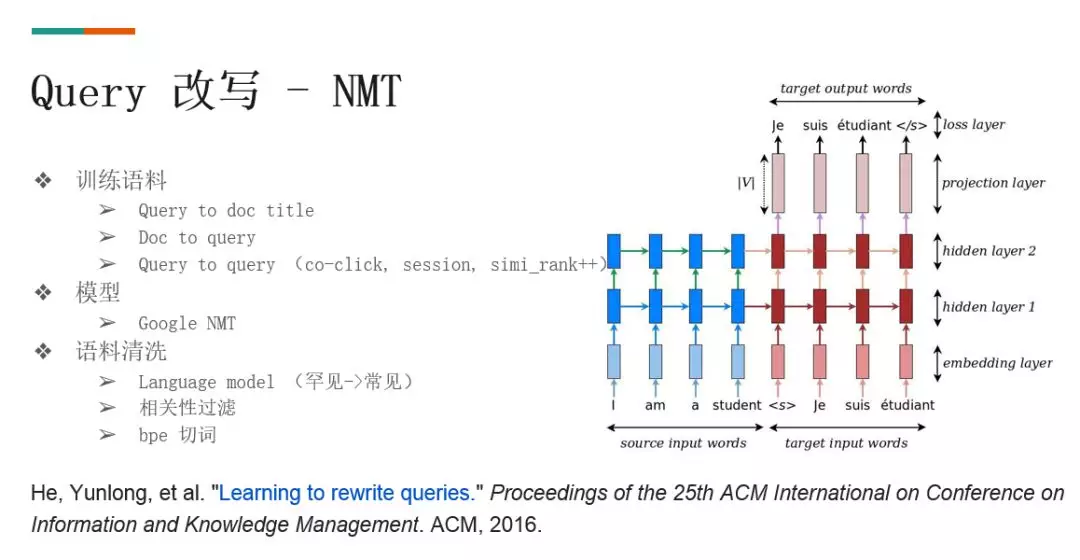 Query 改写 - NMT
❖ 训练语料
➢ Query to doc title
➢ Doc to query
➢ Query to query （co-click, session, simi_rank++）
❖ 模型
➢ Google NMT
❖ 语料清洗
➢ Language model （罕见->常见）
➢ 相关性过滤
➢ bpe 切词
target output words
Je suis étudiant </s>
loss layer
|V|
projection layer
hidden layer 2
hidden layer 1
embedding layer
I am a student <s> Je suis étudiant
source input words
target input words
He, Yunlong, et al. "Learning to rewrite queries." Proceedings of the 25th ACM International on Conference on
Information and Knowledge Management. ACM, 2016.